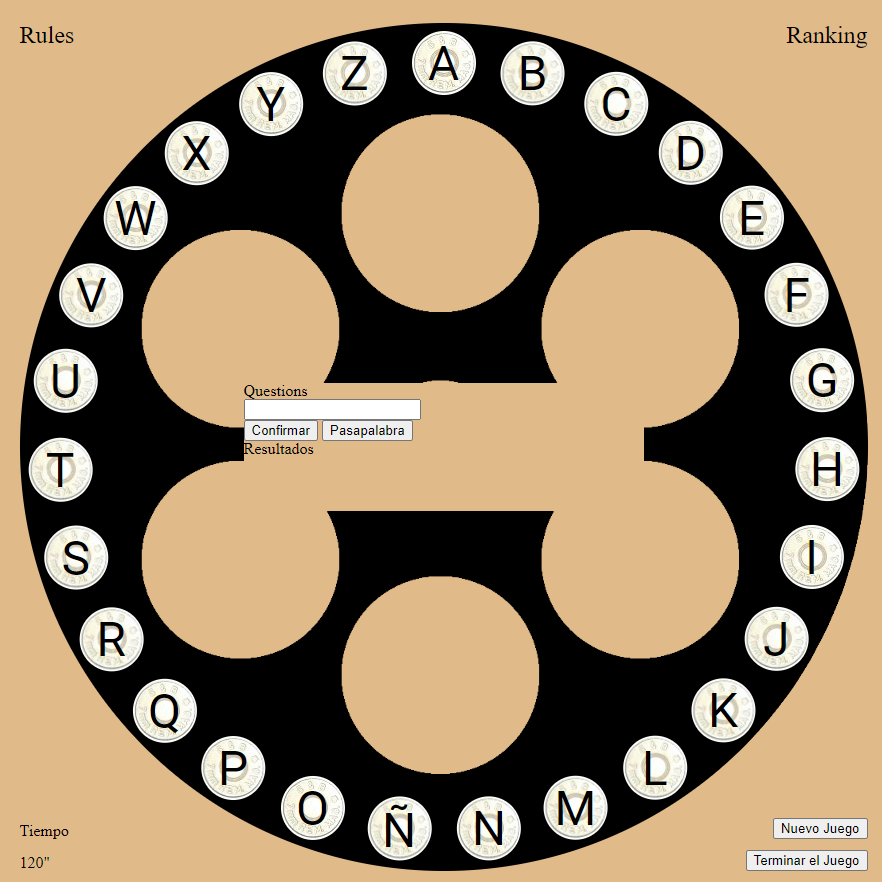 Rules
Ranking
A
B
C
D
E
F
G
H
I
J
K
L
M
N
Ñ
O
P
Q
R
S
T
U
V
W
X
Y
Z
Questions
Confirmar Pasapalabra
Resultados
Tiempo
120"
Nuevo Juego
Terminar el Juego